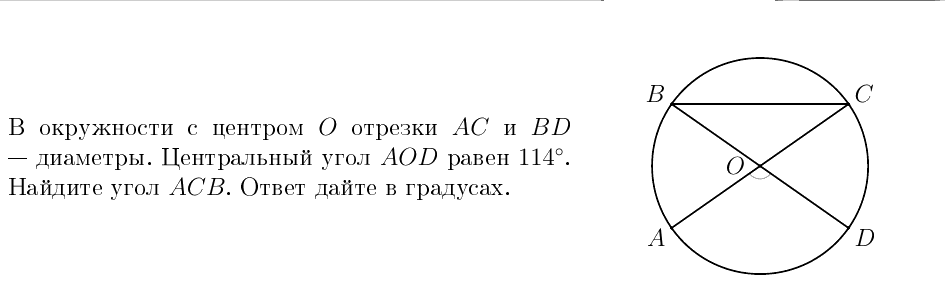 В окружности с центром O отрезки AC и BD
— диаметры. Центральный угол AOD равен 114°.
Найдите угол ACB. Ответ дайте в градусах.
B
C
O
A
D